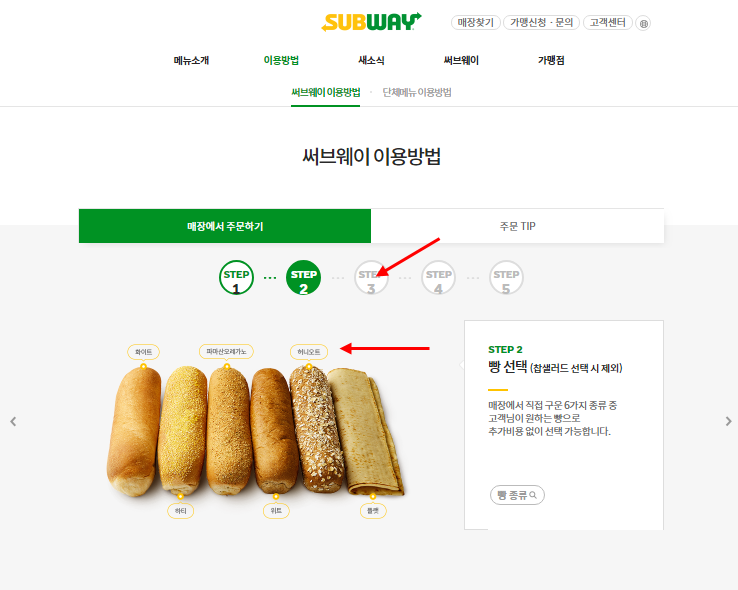 SUBWAY
매장찾기 가맹신청·문의 고객센터
메뉴소개 이용방법 새소식 써브웨이 가맹점
써브웨이 이용방법 · 단체메뉴 이용방법
써브웨이 이용방법
매장에서 주문하기 주문 TIP
STEP 1 ... STEP 2 ... STEP 3 ... STEP 4 ... STEP 5
화이트 파마산오레가노 허니오트
하티 위트 플랫
STEP 2
빵 선택 (찹샐러드 선택 시 제외)
매장에서 직접 구운 6가지 종류 중
고객님이 원하는 빵으로
추가비용 없이 선택 가능합니다.
빵 종류